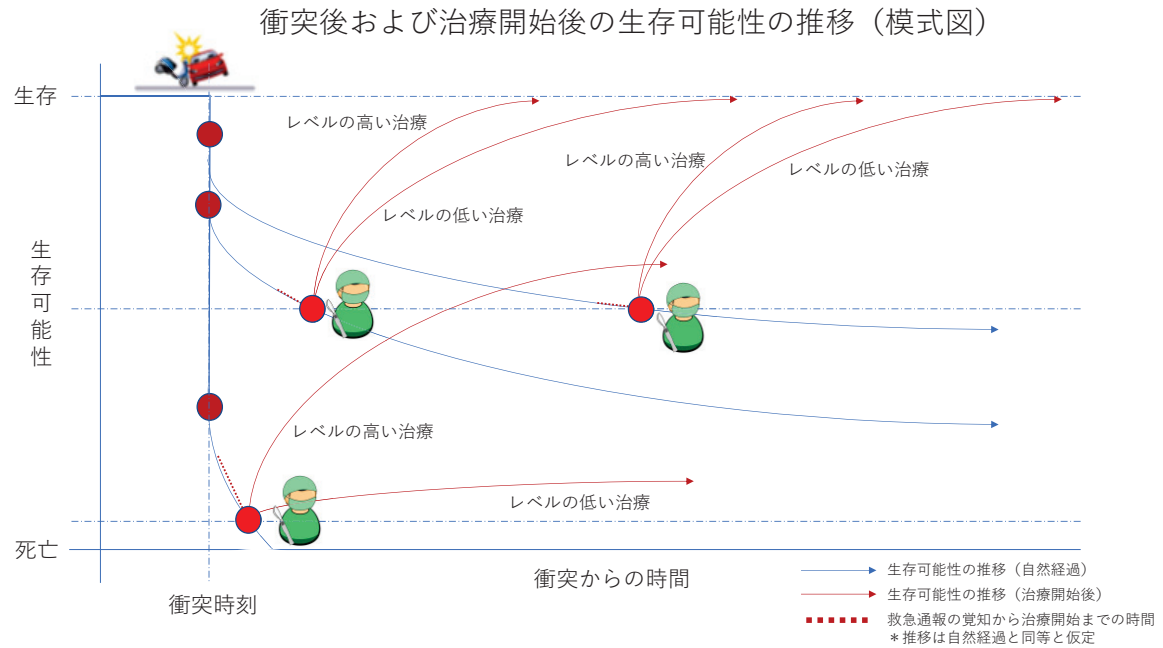 衝突後および治療開始後の生存可能性の推移（模式図）
生存
レベルの高い治療
レベルの高い治療
レベルの低い治療
レベルの低い治療
生存可能性
レベルの高い治療
レベルの低い治療
死亡
衝突からの時間
衝突時刻
生存可能性の推移（自然経過）
生存可能性の推移（治療開始後）
救急通報の覚知から治療開始までの時間
＊推移は自然経過と同等と仮定